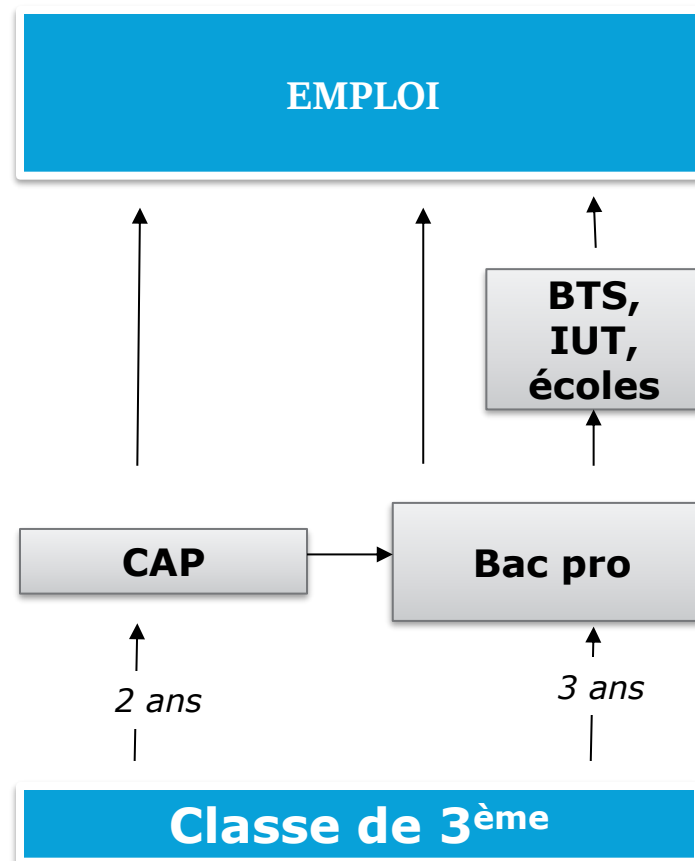 EMPLOI
BTS,
IUT,
écoles
CAP
Bac pro
2 ans
3 ans
Classe de 3ème